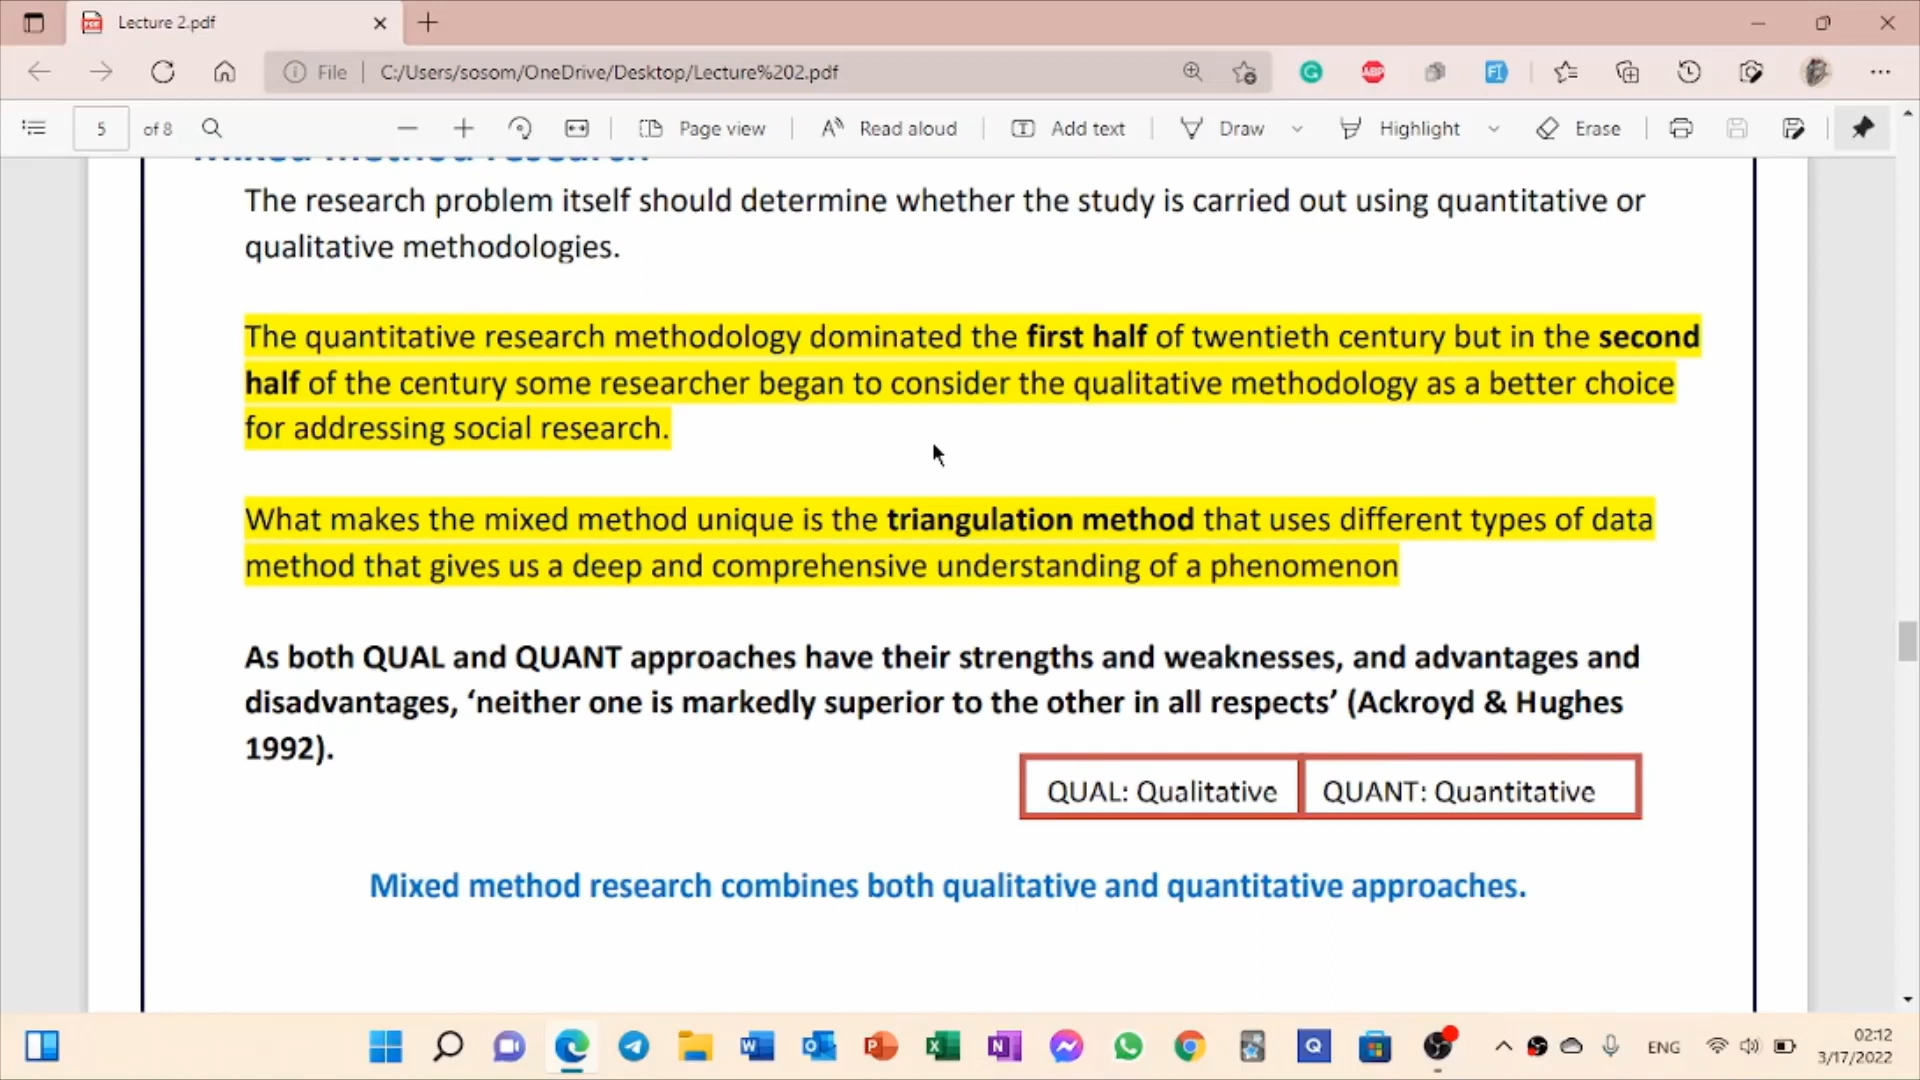 Lecture 2.pdf
File
C:/Users/sosom/OneDrive/Desktop/Lecture%202.pdf
5 of 8
Page view
Read aloud
Add text
Draw
Highlight
Erase
Mixed method research
The research problem itself should determine whether the study is carried out using quantitative or
qualitative methodologies.
The quantitative research methodology dominated the first half of twentieth century but in the second
half of the century some researcher began to consider the qualitative methodology as a better choice
for addressing social research.
What makes the mixed method unique is the triangulation method that uses different types of data
method that gives us a deep and comprehensive understanding of a phenomenon
As both QUAL and QUANT approaches have their strengths and weaknesses, and advantages and
disadvantages, ‘neither one is markedly superior to the other in all respects’ (Ackroyd & Hughes
1992).
QUAL: Qualitative
QUANT: Quantitative
Mixed method research combines both qualitative and quantitative approaches.
ENG
02:12
3/17/2022